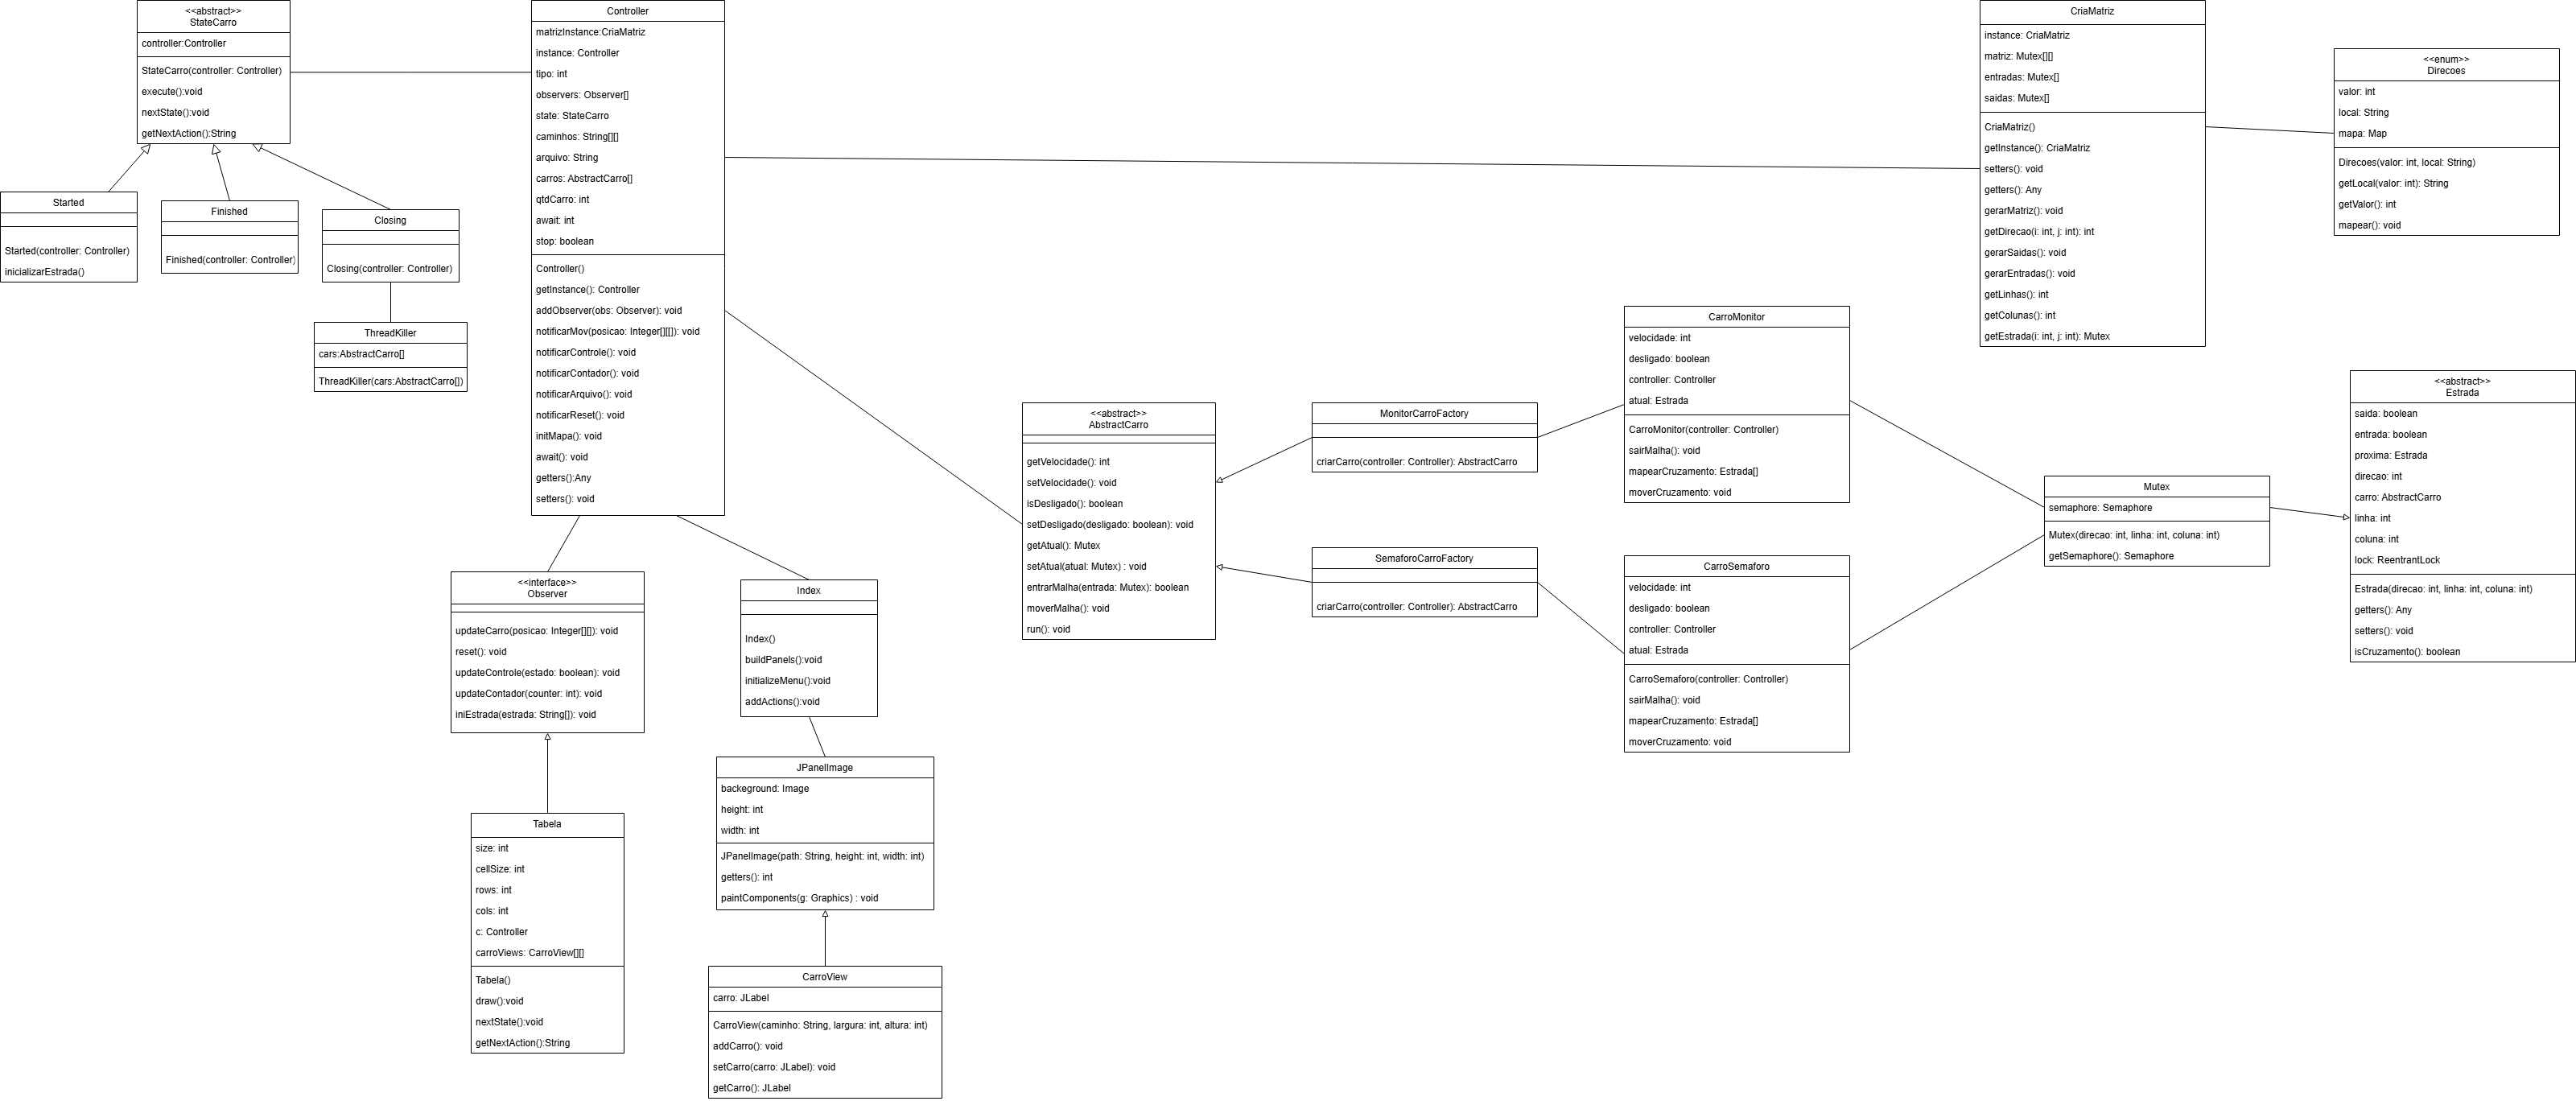 <<abstract>>
StateCarro
controller:Controller
StateCarro(controller: Controller)
execute():void
nextState():void
getNextAction():String
Started
Started(controller: Controller)
inicializarEstrada()
Finished
Finished(controller: Controller)
Closing
Closing(controller: Controller)
ThreadKiller
cars:AbstractCarro[]
ThreadKiller(cars:AbstractCarro[])
Controller
matrizInstance:CriaMatriz
instance: Controller
tipo: int
observers: Observer[]
state: StateCarro
caminhos: String[][]
arquivo: String
carros: AbstractCarro[]
qtdCarro: int
await: int
stop: boolean
Controller()
getInstance(): Controller
addObserver(obs: Observer): void
notificarMov(posicao: Integer[][]): void
notificarControle(): void
notificarContador(): void
notificarArquivo(): void
notificarReset(): void
initMapa(): void
await(): void
getters():Any
setters(): void
<<interface>>
Observer
updateCarro(posicao: Integer[][]): void
reset(): void
updateControle(estado: boolean): void
updateContador(counter: int): void
iniEstrada(estrada: String[]): void
Tabela
size: int
cellSize: int
rows: int
cols: int
c: Controller
carroViews: CarroView[][]
Tabela()
draw():void
nextState():void
getNextAction():String
Index
Index()
buildPanels():void
initializeMenu():void
addActions():void
JPanelImage
backeground: Image
height: int
width: int
JPanelImage(path: String, height: int, width: int)
getters(): int
paintComponents(g: Graphics) : void
CarroView
carro: JLabel
CarroView(caminho: String, largura: int, altura: int)
addCarro(): void
setCarro(carro: JLabel): void
getCarro(): JLabel
<<abstract>>
AbstractCarro
getVelocidade(): int
setVelocidade(): void
isDesligado(): boolean
setDesligado(desligado: boolean): void
getAtual(): Mutex
setAtual(atual: Mutex) : void
entrarMalha(entrada: Mutex): boolean
moverMalha(): void
run(): void
MonitorCarroFactory
criarCarro(controller: Controller): AbstractCarro
SemaforoCarroFactory
criarCarro(controller: Controller): AbstractCarro
CarroMonitor
velocidade: int
desligado: boolean
controller: Controller
atual: Estrada
CarroMonitor(controller: Controller)
sairMalha(): void
mapearCruzamento: Estrada[]
moverCruzamento: void
CarroSemaforo
velocidade: int
desligado: boolean
controller: Controller
atual: Estrada
CarroSemaforo(controller: Controller)
sairMalha(): void
mapearCruzamento: Estrada[]
moverCruzamento: void
CriaMatriz
instance: CriaMatriz
matriz: Mutex[][]
entradas: Mutex[]
saidas: Mutex[]
CriaMatriz()
getInstance(): CriaMatriz
setters(): void
getters(): Any
gerarMatriz(): void
getDirecao(i: int, j: int): int
gerarSaidas(): void
gerarEntradas(): void
getLinhas(): int
getColunas(): int
getEstrada(i: int, j: int): Mutex
<<enum>>
Direcoes
valor: int
local: String
mapa: Map
Direcoes(valor: int, local: String)
getLocal(valor: int): String
getValor(): int
mapear(): void
Mutex
semaphore: Semaphore
Mutex(direcao: int, linha: int, coluna: int)
getSemaphore(): Semaphore
<<abstract>>
Estrada
saida: boolean
entrada: boolean
proxima: Estrada
direcao: int
carro: AbstractCarro
linha: int
coluna: int
lock: ReentrantLock
Estrada(direcao: int, linha: int, coluna: int)
getters(): Any
setters(): void
isCruzamento(): boolean